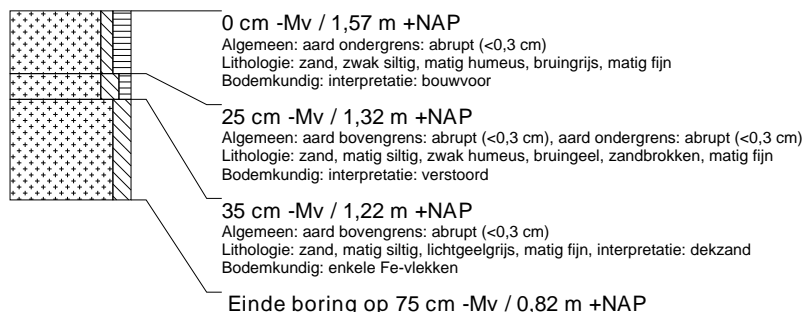 0 cm -Mv / 1,57 m +NAP
Algemeen: aard ondergrens: abrupt (<0,3 cm)
Lithologie: zand, zwak siltig, matig humeus, bruingrijs, matig fijn
Bodemkundig: interpretatie: bouwvoor
25 cm -Mv / 1,32 m +NAP
Algemeen: aard bovengrens: abrupt (<0,3 cm), aard ondergrens: abrupt (<0,3 cm)
Lithologie: zand, matig siltig, zwak humeus, bruingeel, zandbrokken, matig fijn
Bodemkundig: interpretatie: verstoord
35 cm -Mv / 1,22 m +NAP
Algemeen: aard bovengrens: abrupt (<0,3 cm)
Lithologie: zand, matig siltig, lichtgeelgrijs, matig fijn, interpretatie: dekzand
Bodemkundig: enkele Fe-vlekken
Einde boring op 75 cm -Mv / 0,82 m +NAP